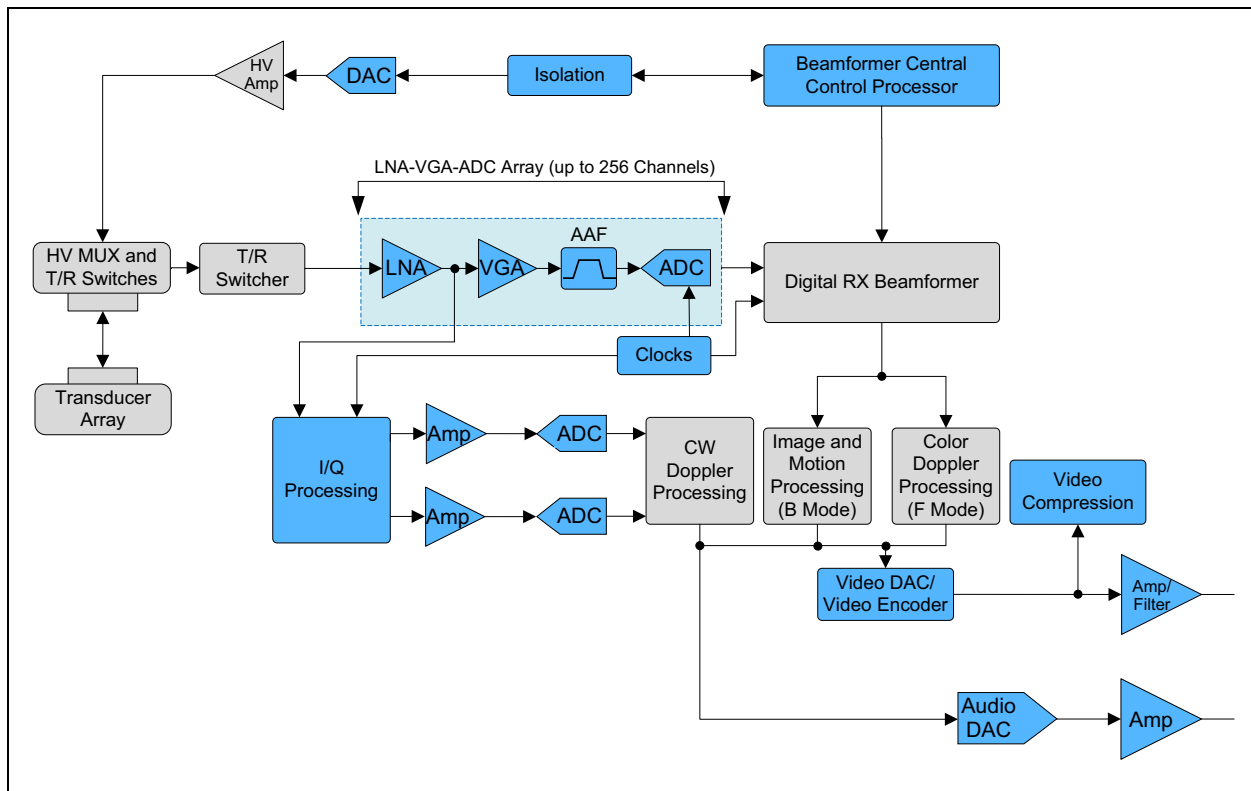 HV
Amp
DAC
Isolation
Beamformer Central
Control Processor
LNA-VGA-ADC Array (up to 256 Channels)
HV MUX and
T/R Switches
T/R
Switcher
LNA
VGA
AAF
ADC
Digital RX Beamformer
Clocks
Transducer
Array
I/Q
Processing
Amp
ADC
Amp
ADC
CW
Doppler
Processing
Image and
Motion
Processing
(B Mode)
Color
Doppler
Processing
(F Mode)
Video
Compression
Video DAC/
Video Encoder
Amp/
Filter
Audio
DAC
Amp